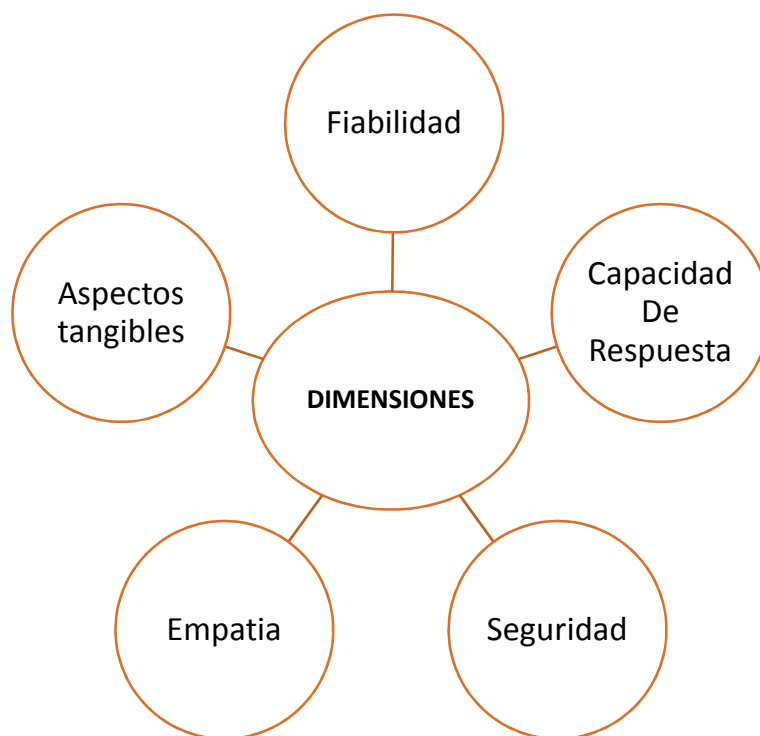 Fiabilidad
Aspectos
tangibles
Capacidad
De
Respuesta
DIMENSIONES
Empatia
Seguridad